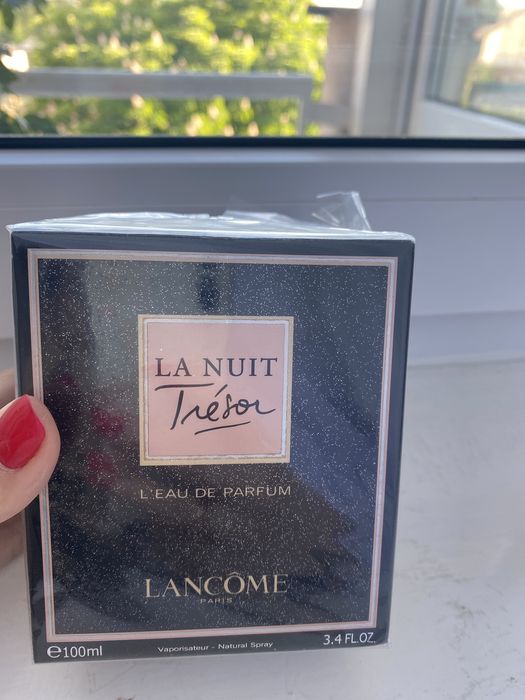 LA NUIT
Trésor
L'EAU DE PARFUM
LANCÔME
PARIS
℮100ml
Vaporisateur - Natural Spray
3.4 FL.OZ.